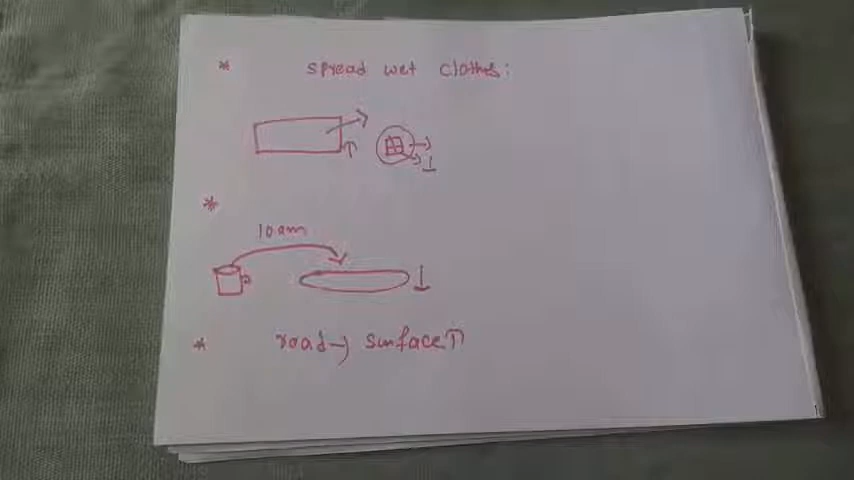 * spread wet clothes:
*
10 am
* road → surface ↑